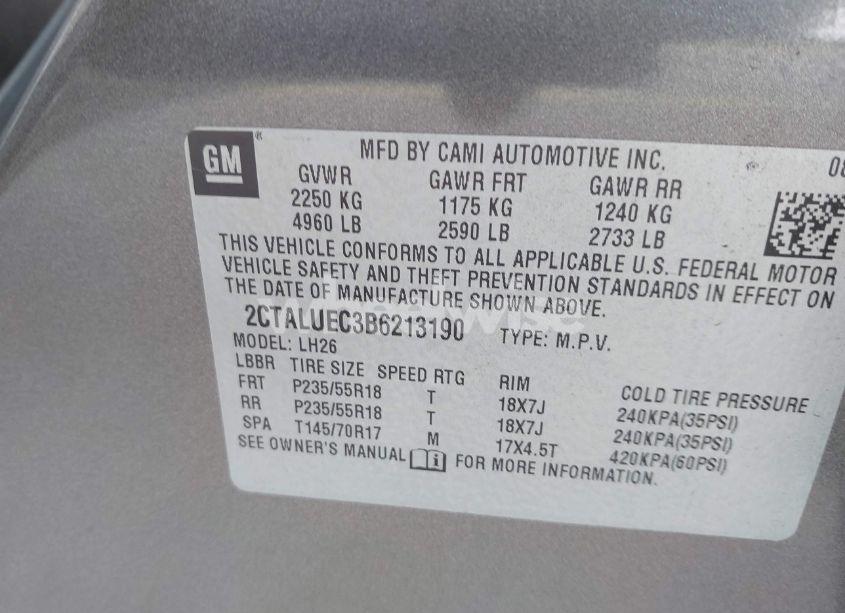 GM®
MFD BY CAMI AUTOMOTIVE INC. 08
GVWR GAWR FRT GAWR RR
2250 KG 1175 KG 1240 KG
4960 LB 2590 LB 2733 LB
THIS VEHICLE CONFORMS TO ALL APPLICABLE U.S. FEDERAL MOTOR
VEHICLE SAFETY AND THEFT PREVENTION STANDARDS IN EFFECT ON
THE DATE OF MANUFACTURE SHOWN ABOVE.
2CTALUEC3B6213190 TYPE: M.P.V.
MODEL: LH26
LBBR TIRE SIZE SPEED RTG RIM COLD TIRE PRESSURE
FRT P235/55R18 T 18X7J 240KPA(35PSI)
RR P235/55R18 T 18X7J 240KPA(35PSI)
SPA T145/70R17 M 17X4.5T 420KPA(60PSI)
SEE OWNER'S MANUAL FOR MORE INFORMATION.